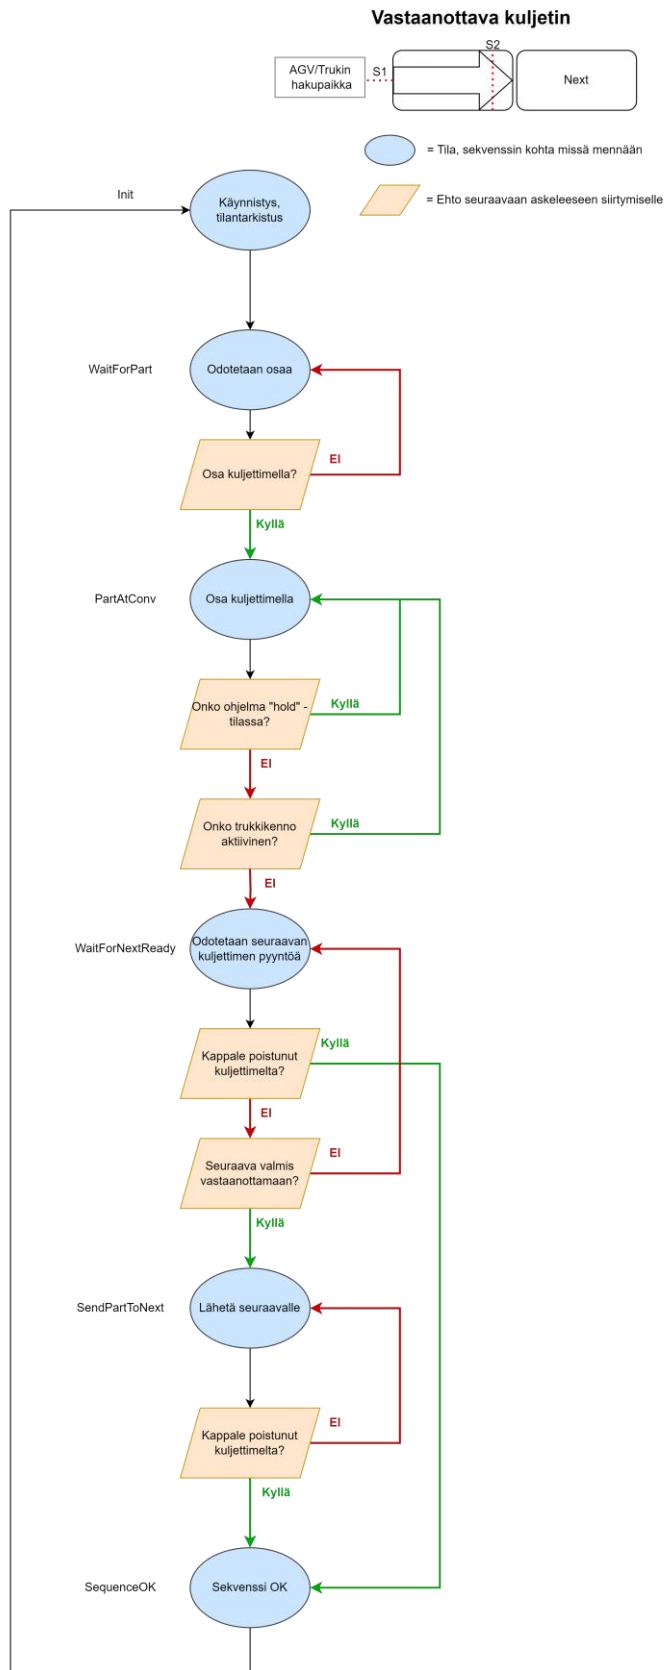 Vastaanottava kuljetin
AGV/Trukin
hakupaikka
S1
S2
Next
= Tila, sekvenssin kohta missä mennään
= Ehto seuraavaan askeleeseen siirtymiselle
Init
Käynnistys,
tilantarkistus
WaitForPart
Odotetaan osaa
Osa kuljettimella?
EI
Kyllä
PartAtConv
Osa kuljettimella
Onko ohjelma "hold" -
tilassa?
Kyllä
EI
Onko trukkikenno
aktiivinen?
Kyllä
EI
WaitForNextReady
Odotetaan seuraavan
kuljettimen pyyntöä
Kappale poistunut
kuljettimelta?
Kyllä
EI
Seuraava valmis
vastaanottamaan?
EI
Kyllä
SendPartToNext
Lähetä seuraavalle
Kappale poistunut
kuljettimelta?
EI
Kyllä
SequenceOK
Sekvenssi OK